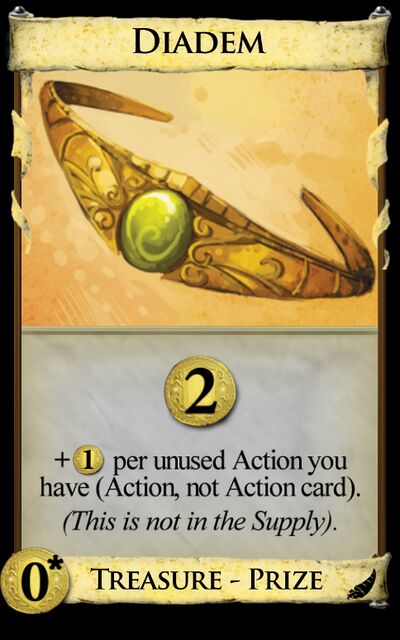 DIADEM
2
+1 per unused Action you
have (Action, not Action card).
(This is not in the Supply).
0* TREASURE - PRIZE